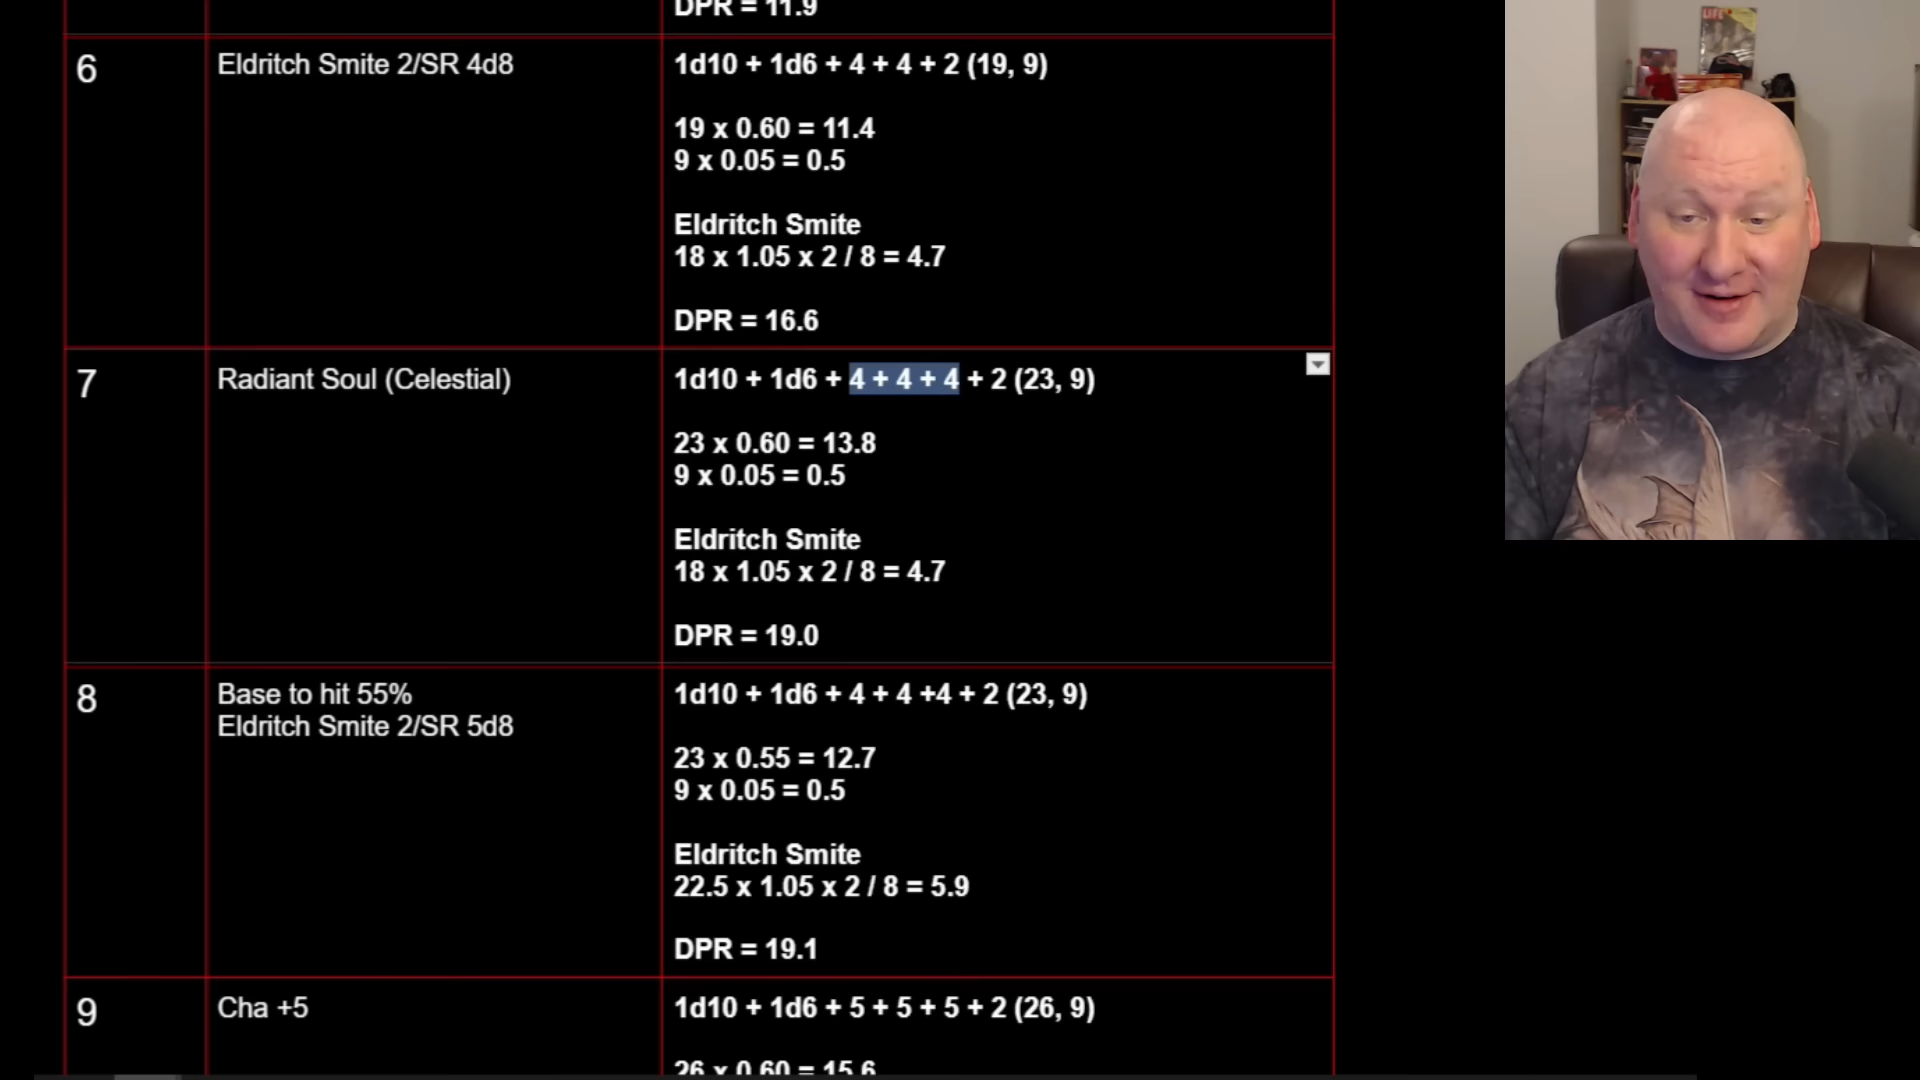 DPR = 11.9
6
Eldritch Smite 2/SR 4d8
1d10 + 1d6 + 4 + 4 + 2 (19, 9)
19 x 0.60 = 11.4
9 x 0.05 = 0.5
Eldritch Smite
18 x 1.05 x 2 / 8 = 4.7
DPR = 16.6
7
Radiant Soul (Celestial)
1d10 + 1d6 + 4 + 4 + 4 + 2 (23, 9)
23 x 0.60 = 13.8
9 x 0.05 = 0.5
Eldritch Smite
18 x 1.05 x 2 / 8 = 4.7
DPR = 19.0
8
Base to hit 55%
Eldritch Smite 2/SR 5d8
1d10 + 1d6 + 4 + 4 +4 + 2 (23, 9)
23 x 0.55 = 12.7
9 x 0.05 = 0.5
Eldritch Smite
22.5 x 1.05 x 2 / 8 = 5.9
DPR = 19.1
9
Cha +5
1d10 + 1d6 + 5 + 5 + 5 + 2 (26, 9)
26 x 0.60 = 15.6
LIFE